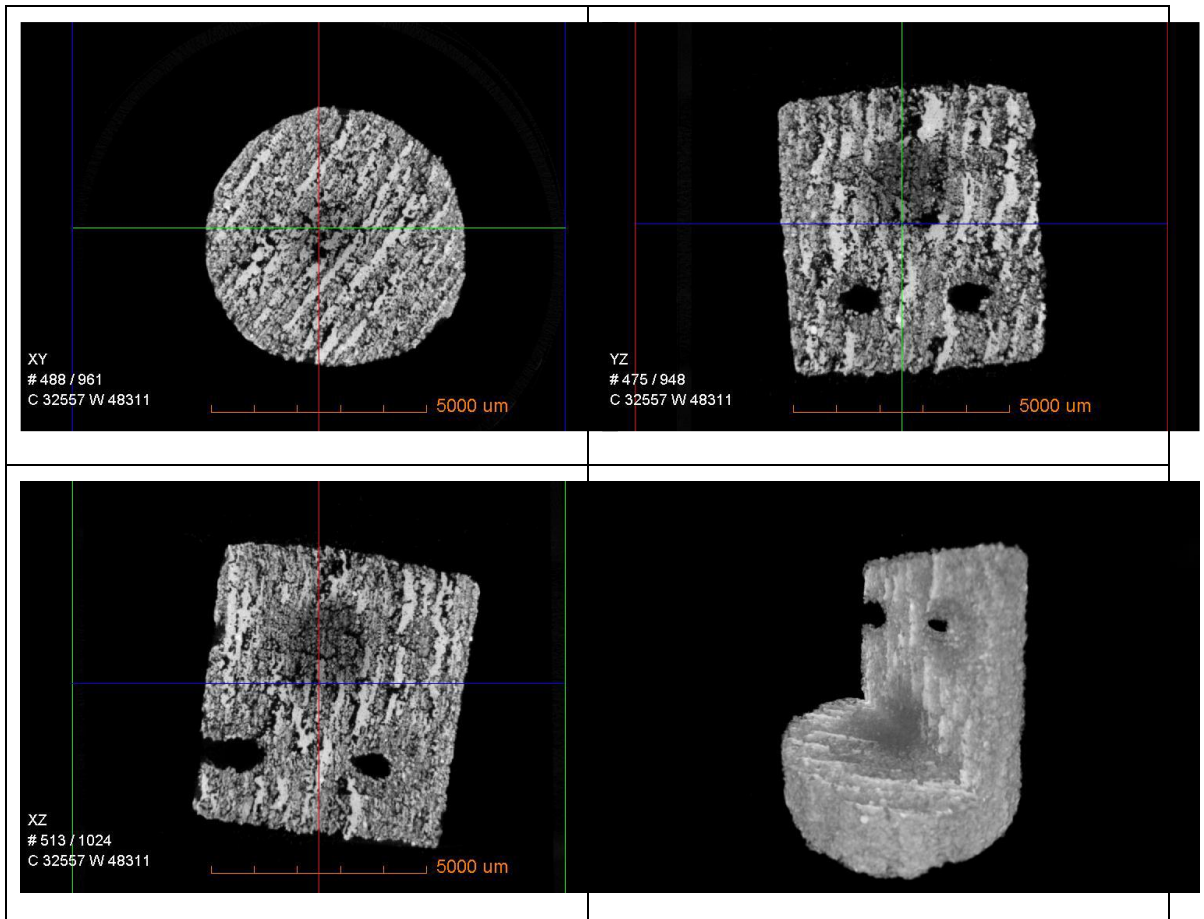 XY
# 488 / 961
C 32557 W 48311
5000 um
YZ
# 475 / 948
C 32557 W 48311
5000 um
XZ
# 513 / 1024
C 32557 W 48311
5000 um